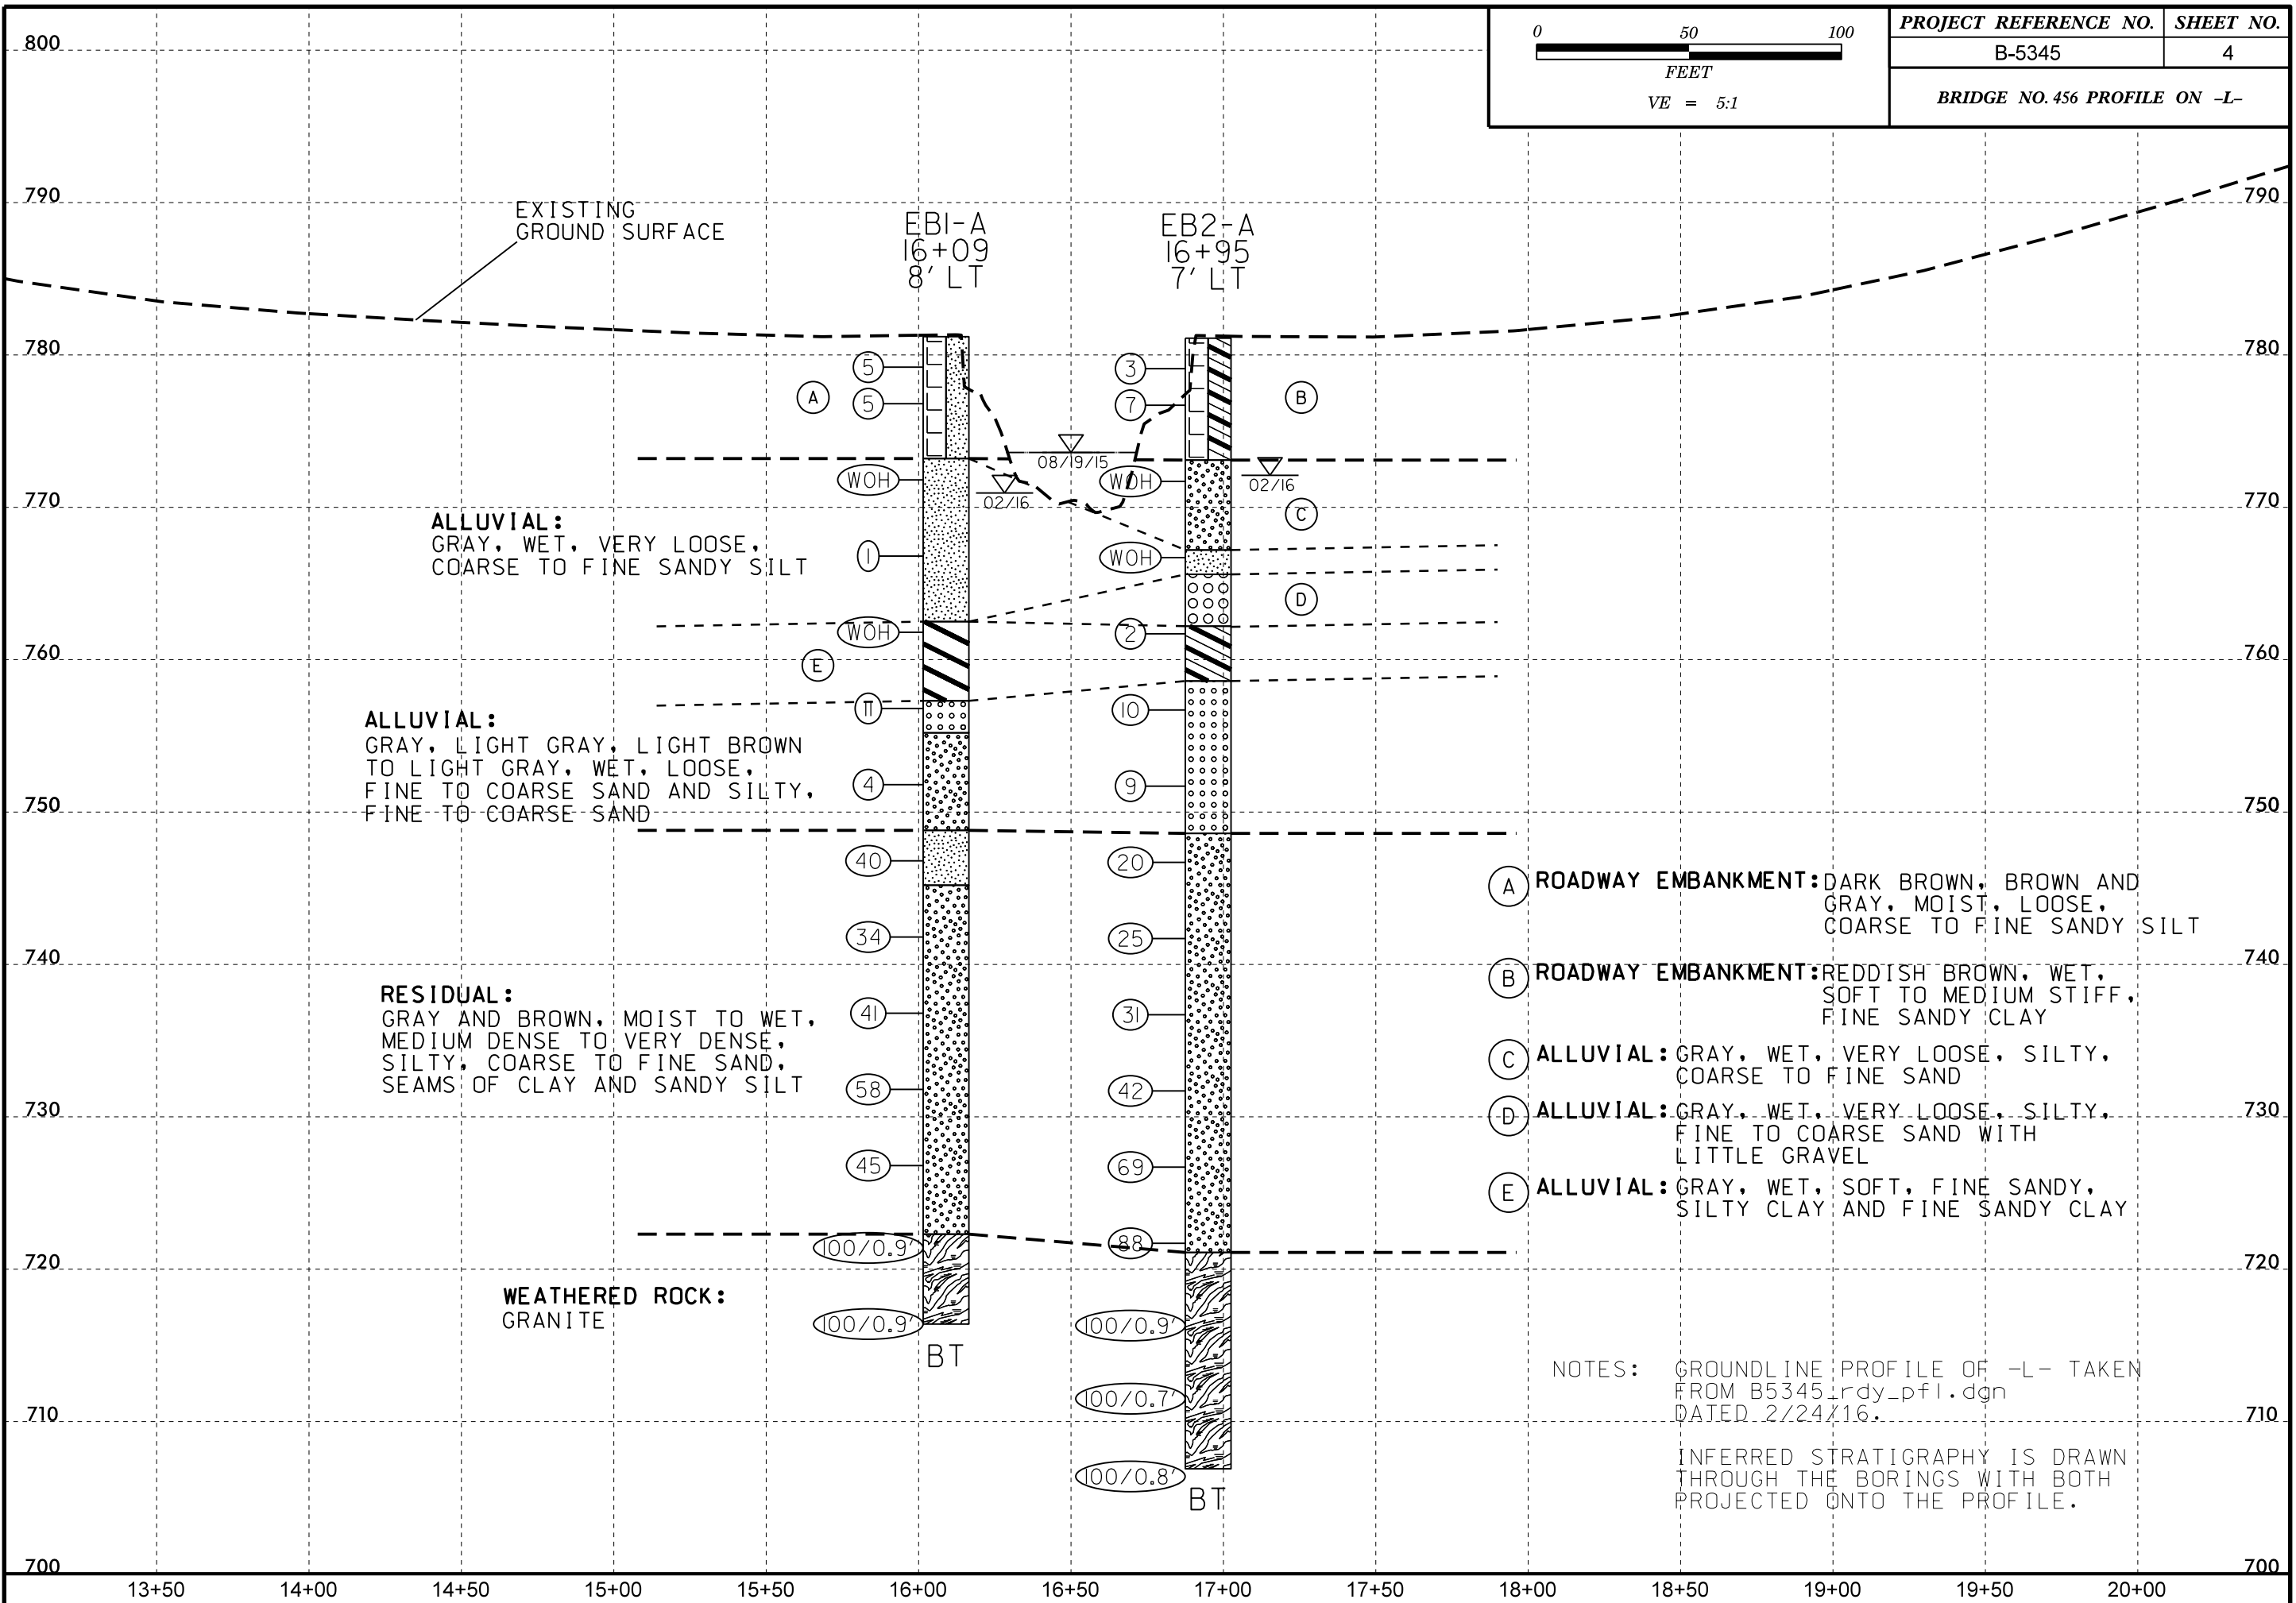 0 50 100
FEET
VE = 5:1
PROJECT REFERENCE NO. SHEET NO.
B-5345 4
BRIDGE NO. 456 PROFILE ON -L-
800
790 790
EXISTING
GROUND SURFACE
EB1-A
16+09
8' LT
EB2-A
16+95
7' LT
780 780
5 3
A 5 7 B
08/19/15
WOH WOH
02/16 02/16
770 770
C
ALLUVIAL:
GRAY, WET, VERY LOOSE,
COARSE TO FINE SANDY SILT
1 WOH
D
WOH 2
760 760
E
11 10
ALLUVIAL:
GRAY, LIGHT GRAY, LIGHT BROWN
TO LIGHT GRAY, WET, LOOSE,
FINE TO COARSE SAND AND SILTY,
FINE TO COARSE SAND
4 9
750 750
40 20
34 25
740 740
RESIDUAL:
GRAY AND BROWN, MOIST TO WET,
MEDIUM DENSE TO VERY DENSE,
SILTY, COARSE TO FINE SAND,
SEAMS OF CLAY AND SANDY SILT
41 31
58 42
730 730
45 69
100/0.9' 88
720 720
WEATHERED ROCK:
GRANITE
100/0.9' 100/0.9'
BT
100/0.7'
710 710
100/0.8'
BT
A ROADWAY EMBANKMENT: DARK BROWN, BROWN AND
GRAY, MOIST, LOOSE,
COARSE TO FINE SANDY SILT
B ROADWAY EMBANKMENT: REDDISH BROWN, WET,
SOFT TO MEDIUM STIFF,
FINE SANDY CLAY
C ALLUVIAL: GRAY, WET, VERY LOOSE, SILTY,
COARSE TO FINE SAND
D ALLUVIAL: GRAY, WET, VERY LOOSE, SILTY,
FINE TO COARSE SAND WITH
LITTLE GRAVEL
E ALLUVIAL: GRAY, WET, SOFT, FINE SANDY,
SILTY CLAY AND FINE SANDY CLAY
NOTES: GROUNDLINE PROFILE OF -L- TAKEN
FROM B5345_rdy_pfl.dgn
DATED 2/24/16.
INFERRED STRATIGRAPHY IS DRAWN
THROUGH THE BORINGS WITH BOTH
PROJECTED ONTO THE PROFILE.
700 700
13+50 14+00 14+50 15+00 15+50 16+00 16+50 17+00 17+50 18+00 18+50 19+00 19+50 20+00